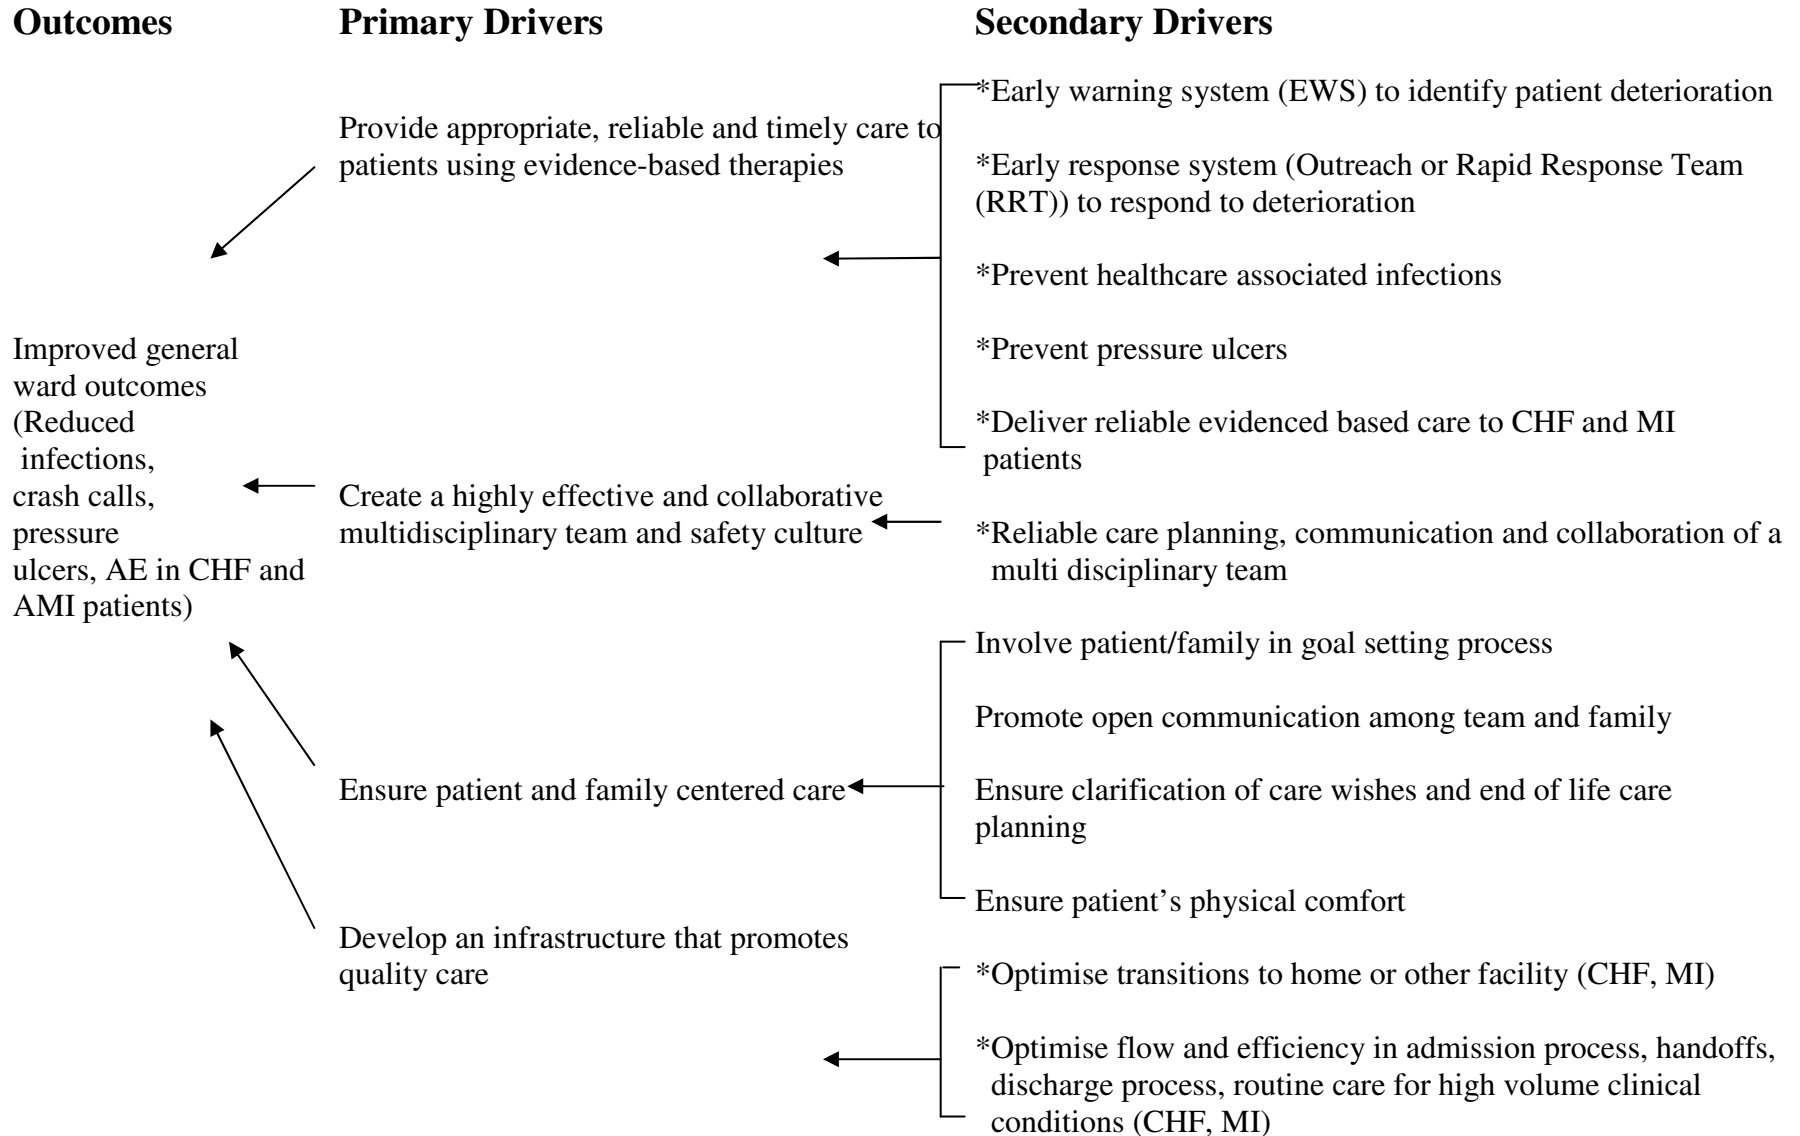 Outcomes
Primary Drivers
Secondary Drivers
Improved general
ward outcomes
(Reduced
infections,
crash calls,
pressure
ulcers, AE in CHF and
AMI patients)
Provide appropriate, reliable and timely care to
patients using evidence-based therapies
Create a highly effective and collaborative
multidisciplinary team and safety culture
Ensure patient and family centered care
Develop an infrastructure that promotes
quality care
*Early warning system (EWS) to identify patient deterioration
*Early response system (Outreach or Rapid Response Team
(RRT)) to respond to deterioration
*Prevent healthcare associated infections
*Prevent pressure ulcers
*Deliver reliable evidenced based care to CHF and MI
patients
*Reliable care planning, communication and collaboration of a
multi disciplinary team
Involve patient/family in goal setting process
Promote open communication among team and family
Ensure clarification of care wishes and end of life care
planning
Ensure patient’s physical comfort
*Optimise transitions to home or other facility (CHF, MI)
*Optimise flow and efficiency in admission process, handoffs,
discharge process, routine care for high volume clinical
conditions (CHF, MI)